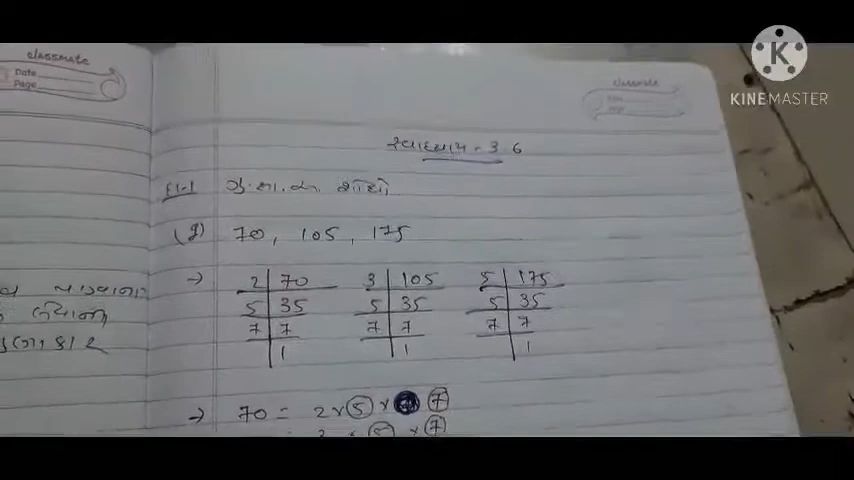 classmate
Date
Page
classmate
KINEMASTER
સ્વાધ્યાય - 3.6
ગુ.સા.અ. શોધો
70, 105, 175
→ 2 | 70 3 | 105 5 | 175
5 | 35 5 | 35 5 | 35
7 | 7 7 | 7 7 | 7
1 1 1
→ 70 = 2 × 5 × 7